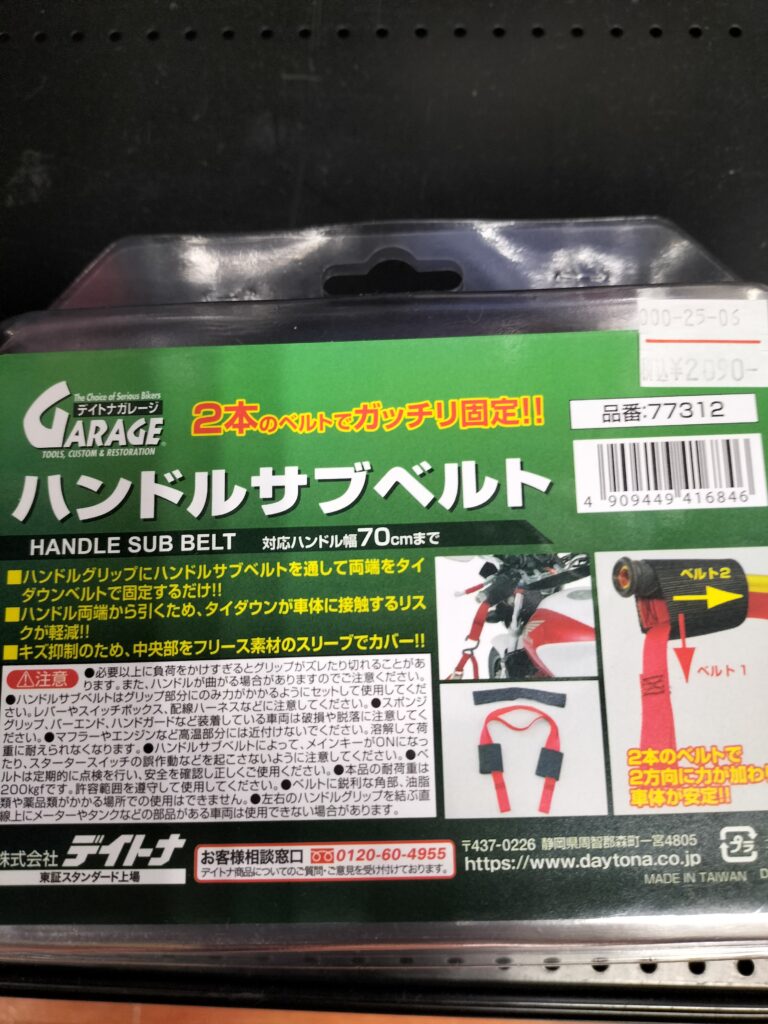 000-25-06
税込¥2090-
The Choice of Serious Bikers
デイトナガレージ
GARAGE
TOOLS, CUSTOM & RESTORATION
2本のベルトでガッチリ固定!!
品番:77312
4 909449 416846
ハンドルサブベルト
HANDLE SUB BELT 対応ハンドル幅70cmまで
■ハンドルグリップにハンドルサブベルトを通して両端をタイ
ダウンベルトで固定するだけ!!
■ハンドル両端から引くため、タイダウンが車体に接触するリス
クが軽減!!
■キズ抑制のため、中央部をフリース素材のスリーブでカバー!!
ベルト2
ベルト1
2本のベルトで
2方向に力が加わり
車体が安定!!
⚠注意 ●必要以上に負荷をかけすぎるとグリップがズレたり切れることがあ
ります。また、ハンドルが曲がる場合がありますのでご注意ください。
●ハンドルサブベルトはグリップ部分にのみ力がかかるようにセットして使用してくだ
さい。レバーやスイッチボックス、配線ハーネスなどに注意してください。●スポンジ
グリップ、バーエンド、ハンドガードなど装着している車両は破損や脱落に注意してく
ださい。●マフラーやエンジンなど高温部分には近付けないでください。溶解して荷
重に耐えられなくなります。●ハンドルサブベルトによって、メインキーがONになっ
たり、スタータースイッチの誤作動などを起こさないように注意してください。●ベ
ルトは定期的に点検を行い、安全を確認し正しくご使用ください。●本品の耐荷重は
200kgfです。許容範囲を遵守して使用してください。●ベルトに鋭利な角部、油脂
類や薬品類がかかる場所での使用はできません。●左右のハンドルグリップを結ぶ直
線上にメーターやタンクなどの部品がある車両は使用できない場合があります。
株式会社デイトナ
東証スタンダード上場
お客様相談窓口 0120-60-4955
デイトナ商品についてのご質問・ご意見を受け付けております。
〒437-0226 静岡県周智郡森町一宮4805
https://www.daytona.co.jp
プラ
MADE IN TAIWAN D